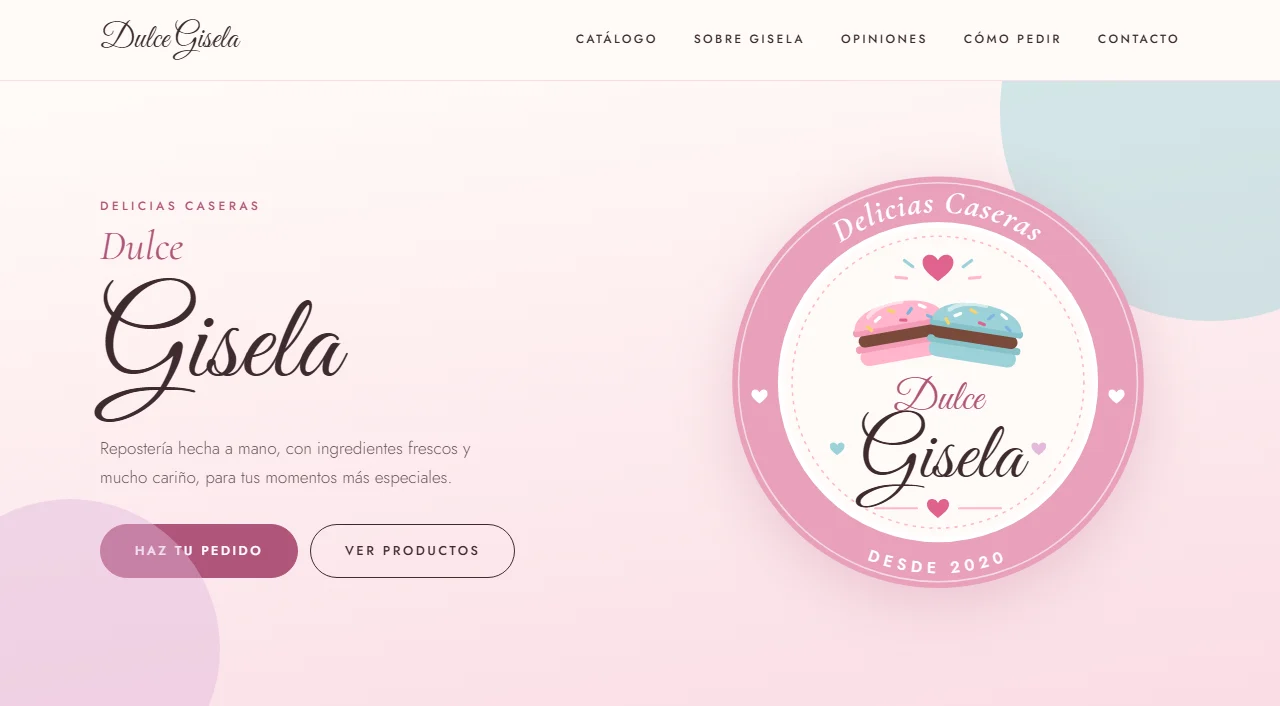 Dulce Gisela
CATÁLOGO
SOBRE GISELA
OPINIONES
CÓMO PEDIR
CONTACTO
DELICIAS CASERAS
Dulce
Gisela
Repostería hecha a mano, con ingredientes frescos y
mucho cariño, para tus momentos más especiales.
HAZ TU PEDIDO
VER PRODUCTOS
Delicias Caseras
Dulce
Gisela
DESDE 2020